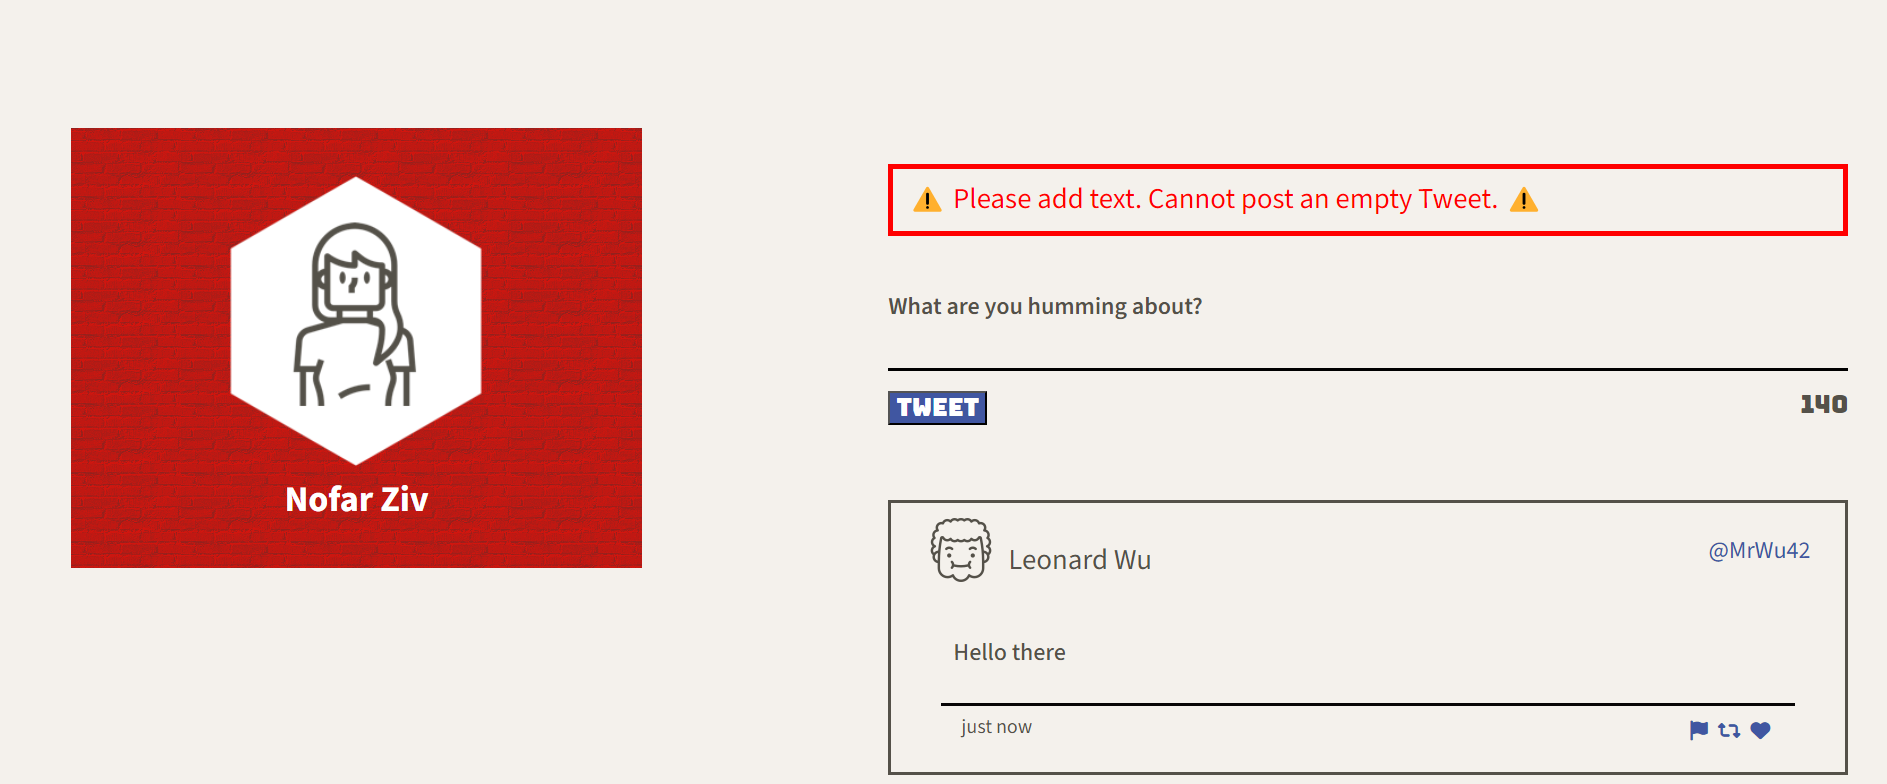 Nofar Ziv
⚠ Please add text. Cannot post an empty Tweet. ⚠
What are you humming about?
TWEET
140
Leonard Wu
@MrWu42
Hello there
just now